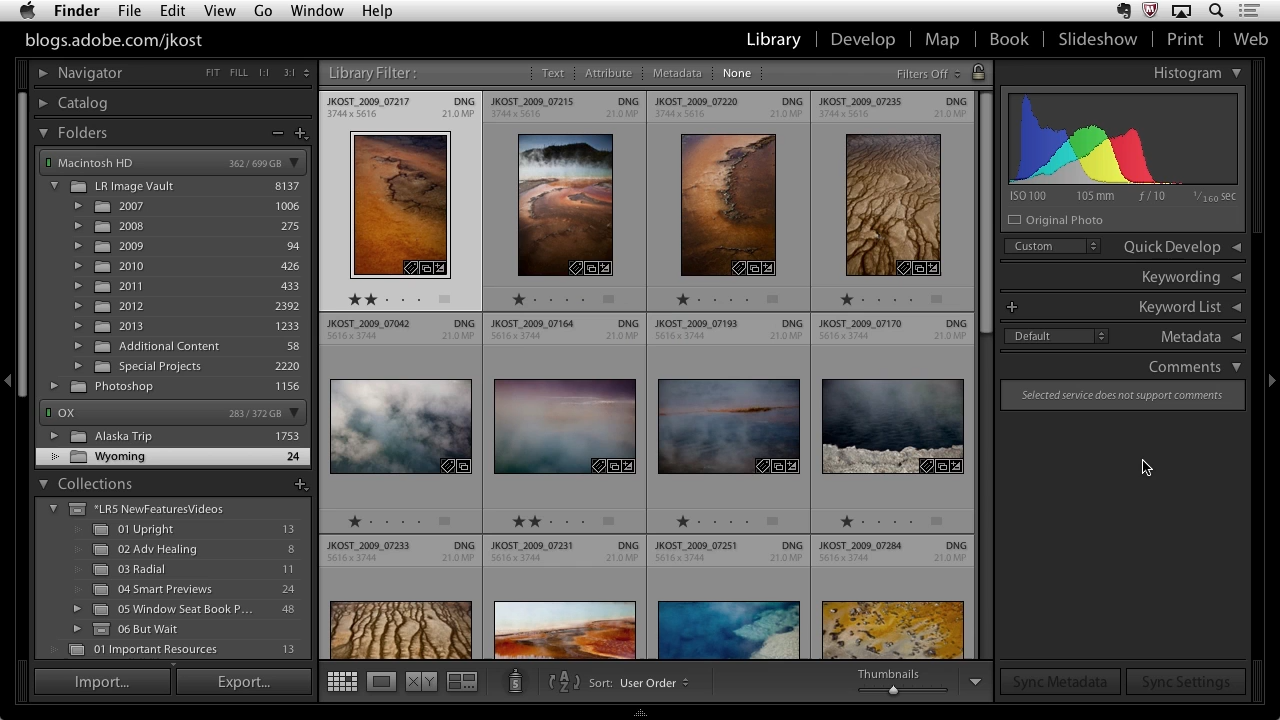 Finder File Edit View Go Window Help
blogs.adobe.com/jkost
Library Develop Map Book Slideshow Print Web
Navigator FIT FILL 1:1 3:1
Catalog
Folders
Macintosh HD 362 / 699 GB
LR Image Vault 8137
2007 1006
2008 275
2009 94
2010 426
2011 433
2012 2392
2013 1233
Additional Content 58
Special Projects 2220
Photoshop 1156
OX 283 / 372 GB
Alaska Trip 1753
Wyoming 24
Collections
*LR5 NewFeaturesVideos
01 Upright 13
02 Adv Healing 8
03 Radial 11
04 Smart Previews 24
05 Window Seat Book P... 48
06 But Wait
01 Important Resources 13
Import... Export...
Library Filter : Text Attribute Metadata None Filters Off
JKOST_2009_07217 DNG JKOST_2009_07215 DNG JKOST_2009_07220 DNG JKOST_2009_07235 DNG
3744 x 5616 21.0 MP 3744 x 5616 21.0 MP 3744 x 5616 21.0 MP 3744 x 5616 21.0 MP
JKOST_2009_07042 DNG JKOST_2009_07164 DNG JKOST_2009_07193 DNG JKOST_2009_07170 DNG
5616 x 3744 21.0 MP 5616 x 3744 21.0 MP 5616 x 3744 21.0 MP 5616 x 3744 21.0 MP
JKOST_2009_07233 DNG JKOST_2009_07231 DNG JKOST_2009_07251 DNG JKOST_2009_07284 DNG
5616 x 3744 21.0 MP 5616 x 3744 21.0 MP 5616 x 3744 21.0 MP 5616 x 3744 21.0 MP
XY Sort: User Order Thumbnails
Histogram
ISO 100 105 mm ƒ / 10 1/160 sec
Original Photo
Custom Quick Develop
Keywording
Keyword List
Default Metadata
Comments
Selected service does not support comments
Sync Metadata Sync Settings